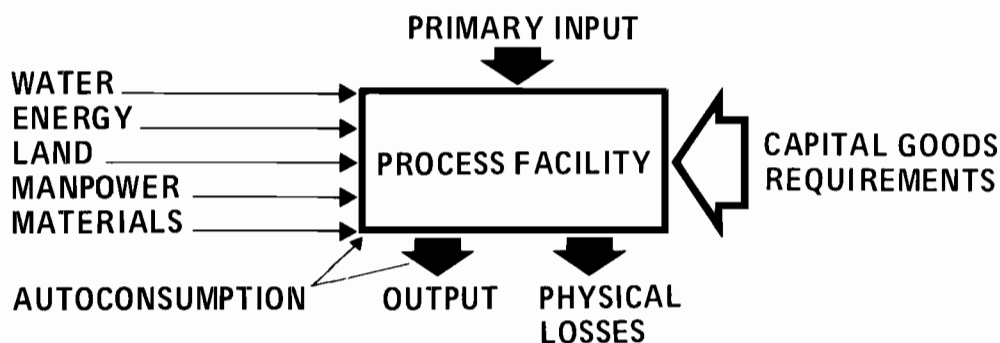 PRIMARY INPUT
WATER
ENERGY
LAND
MANPOWER
MATERIALS
PROCESS FACILITY
CAPITAL GOODS
REQUIREMENTS
AUTOCONSUMPTION
OUTPUT
PHYSICAL
LOSSES